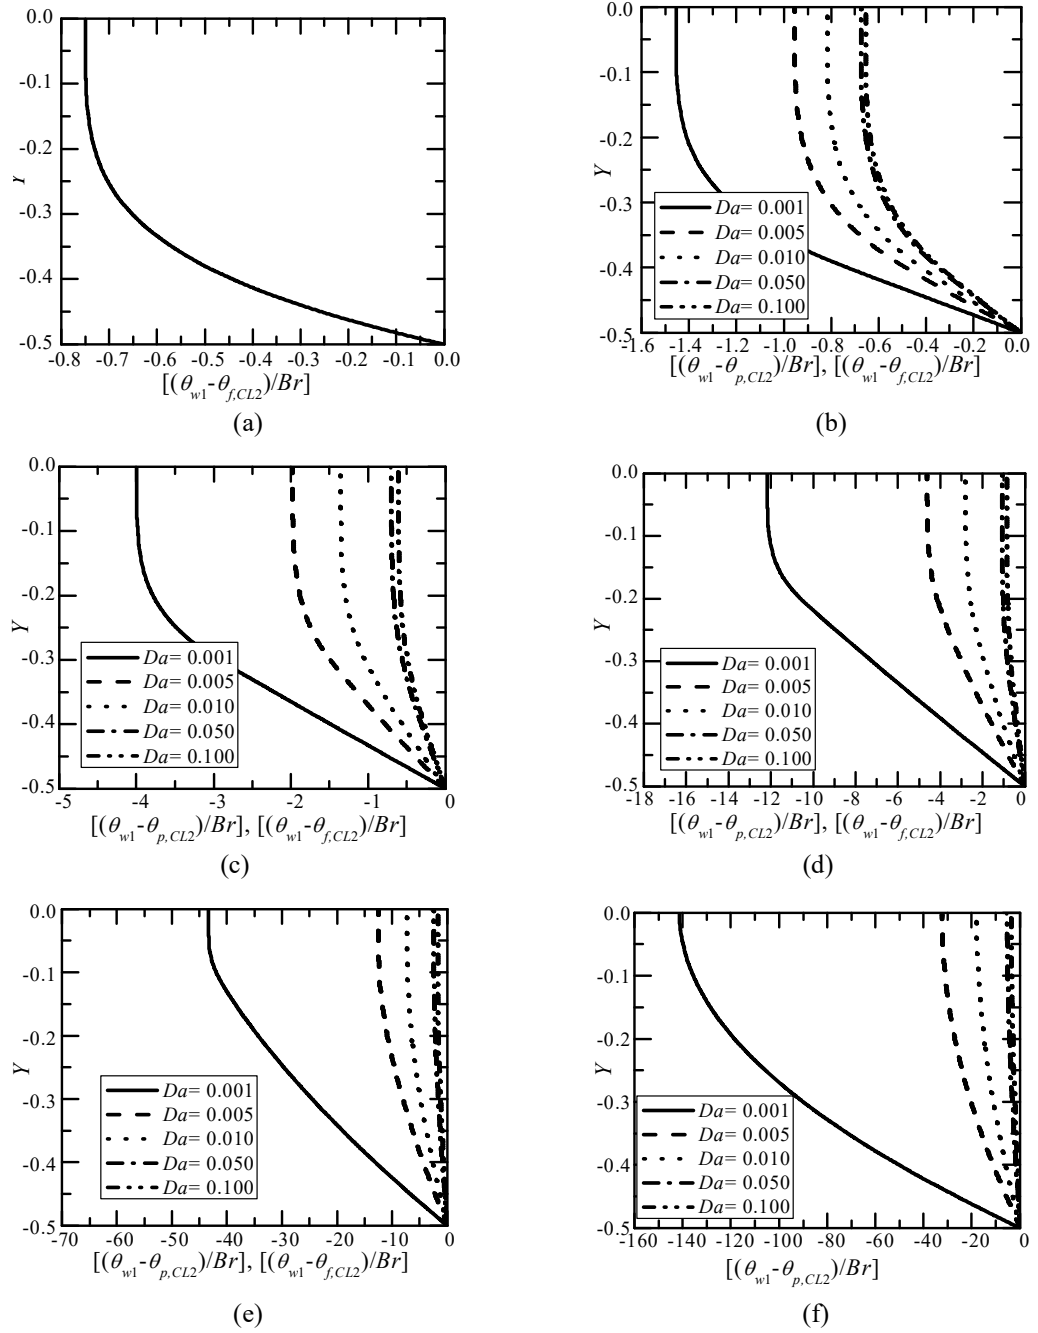 0.0
-0.1
-0.2
-0.3
-0.4
-0.5
Y
-0.8 -0.7 -0.6 -0.5 -0.4 -0.3 -0.2 -0.1 0.0
[(θw1-θf,CL2)/Br]
(a)
0.0
-0.1
-0.2
-0.3
-0.4
-0.5
Y
Da= 0.001
Da= 0.005
Da= 0.010
Da= 0.050
Da= 0.100
-1.6 -1.4 -1.2 -1.0 -0.8 -0.6 -0.4 -0.2 0.0
[(θw1-θp,CL2)/Br], [(θw1-θf,CL2)/Br]
(b)
0.0
-0.1
-0.2
-0.3
-0.4
-0.5
Y
Da= 0.001
Da= 0.005
Da= 0.010
Da= 0.050
Da= 0.100
-5 -4 -3 -2 -1 0
[(θw1-θp,CL2)/Br], [(θw1-θf,CL2)/Br]
(c)
0.0
-0.1
-0.2
-0.3
-0.4
-0.5
Y
Da= 0.001
Da= 0.005
Da= 0.010
Da= 0.050
Da= 0.100
-18 -16 -14 -12 -10 -8 -6 -4 -2 0
[(θw1-θp,CL2)/Br], [(θw1-θf,CL2)/Br]
(d)
0.0
-0.1
-0.2
-0.3
-0.4
-0.5
Y
Da= 0.001
Da= 0.005
Da= 0.010
Da= 0.050
Da= 0.100
-70 -60 -50 -40 -30 -20 -10 0
[(θw1-θp,CL2)/Br], [(θw1-θf,CL2)/Br]
(e)
0.0
-0.1
-0.2
-0.3
-0.4
-0.5
Y
Da= 0.001
Da= 0.005
Da= 0.010
Da= 0.050
Da= 0.100
-160 -140 -120 -100 -80 -60 -40 -20 0
[(θw1-θp,CL2)/Br]
(f)